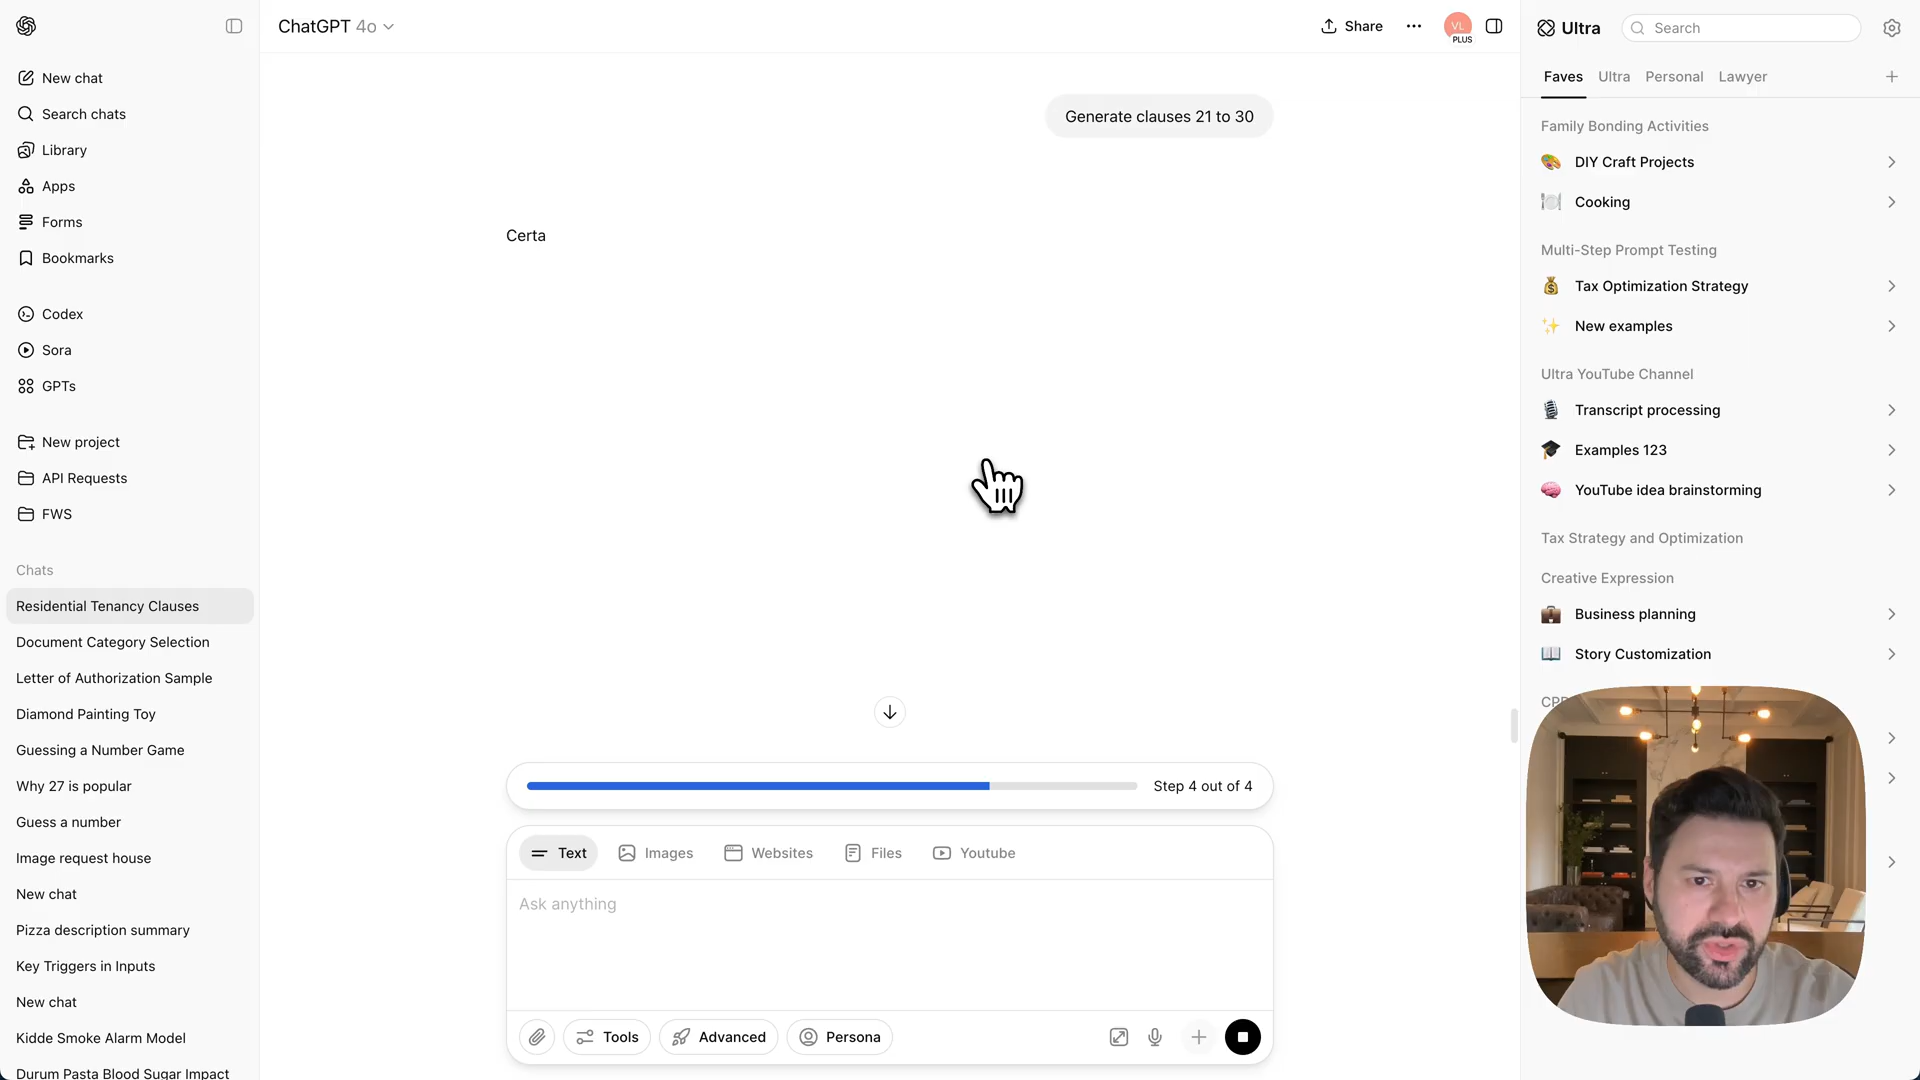 New chat
Search chats
Library
Apps
Forms
Bookmarks
Codex
Sora
GPTs
New project
API Requests
FWS
Chats
Residential Tenancy Clauses
Document Category Selection
Letter of Authorization Sample
Diamond Painting Toy
Guessing a Number Game
Why 27 is popular
Guess a number
Image request house
New chat
Pizza description summary
Key Triggers in Inputs
New chat
Kidde Smoke Alarm Model
Durum Pasta Blood Sugar Impact
ChatGPT 4o
Share
VL
PLUS
Generate clauses 21 to 30
Certa
Step 4 out of 4
Text Images Websites Files Youtube
Ask anything
Tools Advanced Persona
Ultra
Search
Faves Ultra Personal Lawyer
Family Bonding Activities
DIY Craft Projects
Cooking
Multi-Step Prompt Testing
Tax Optimization Strategy
New examples
Ultra YouTube Channel
Transcript processing
Examples 123
YouTube idea brainstorming
Tax Strategy and Optimization
Creative Expression
Business planning
Story Customization